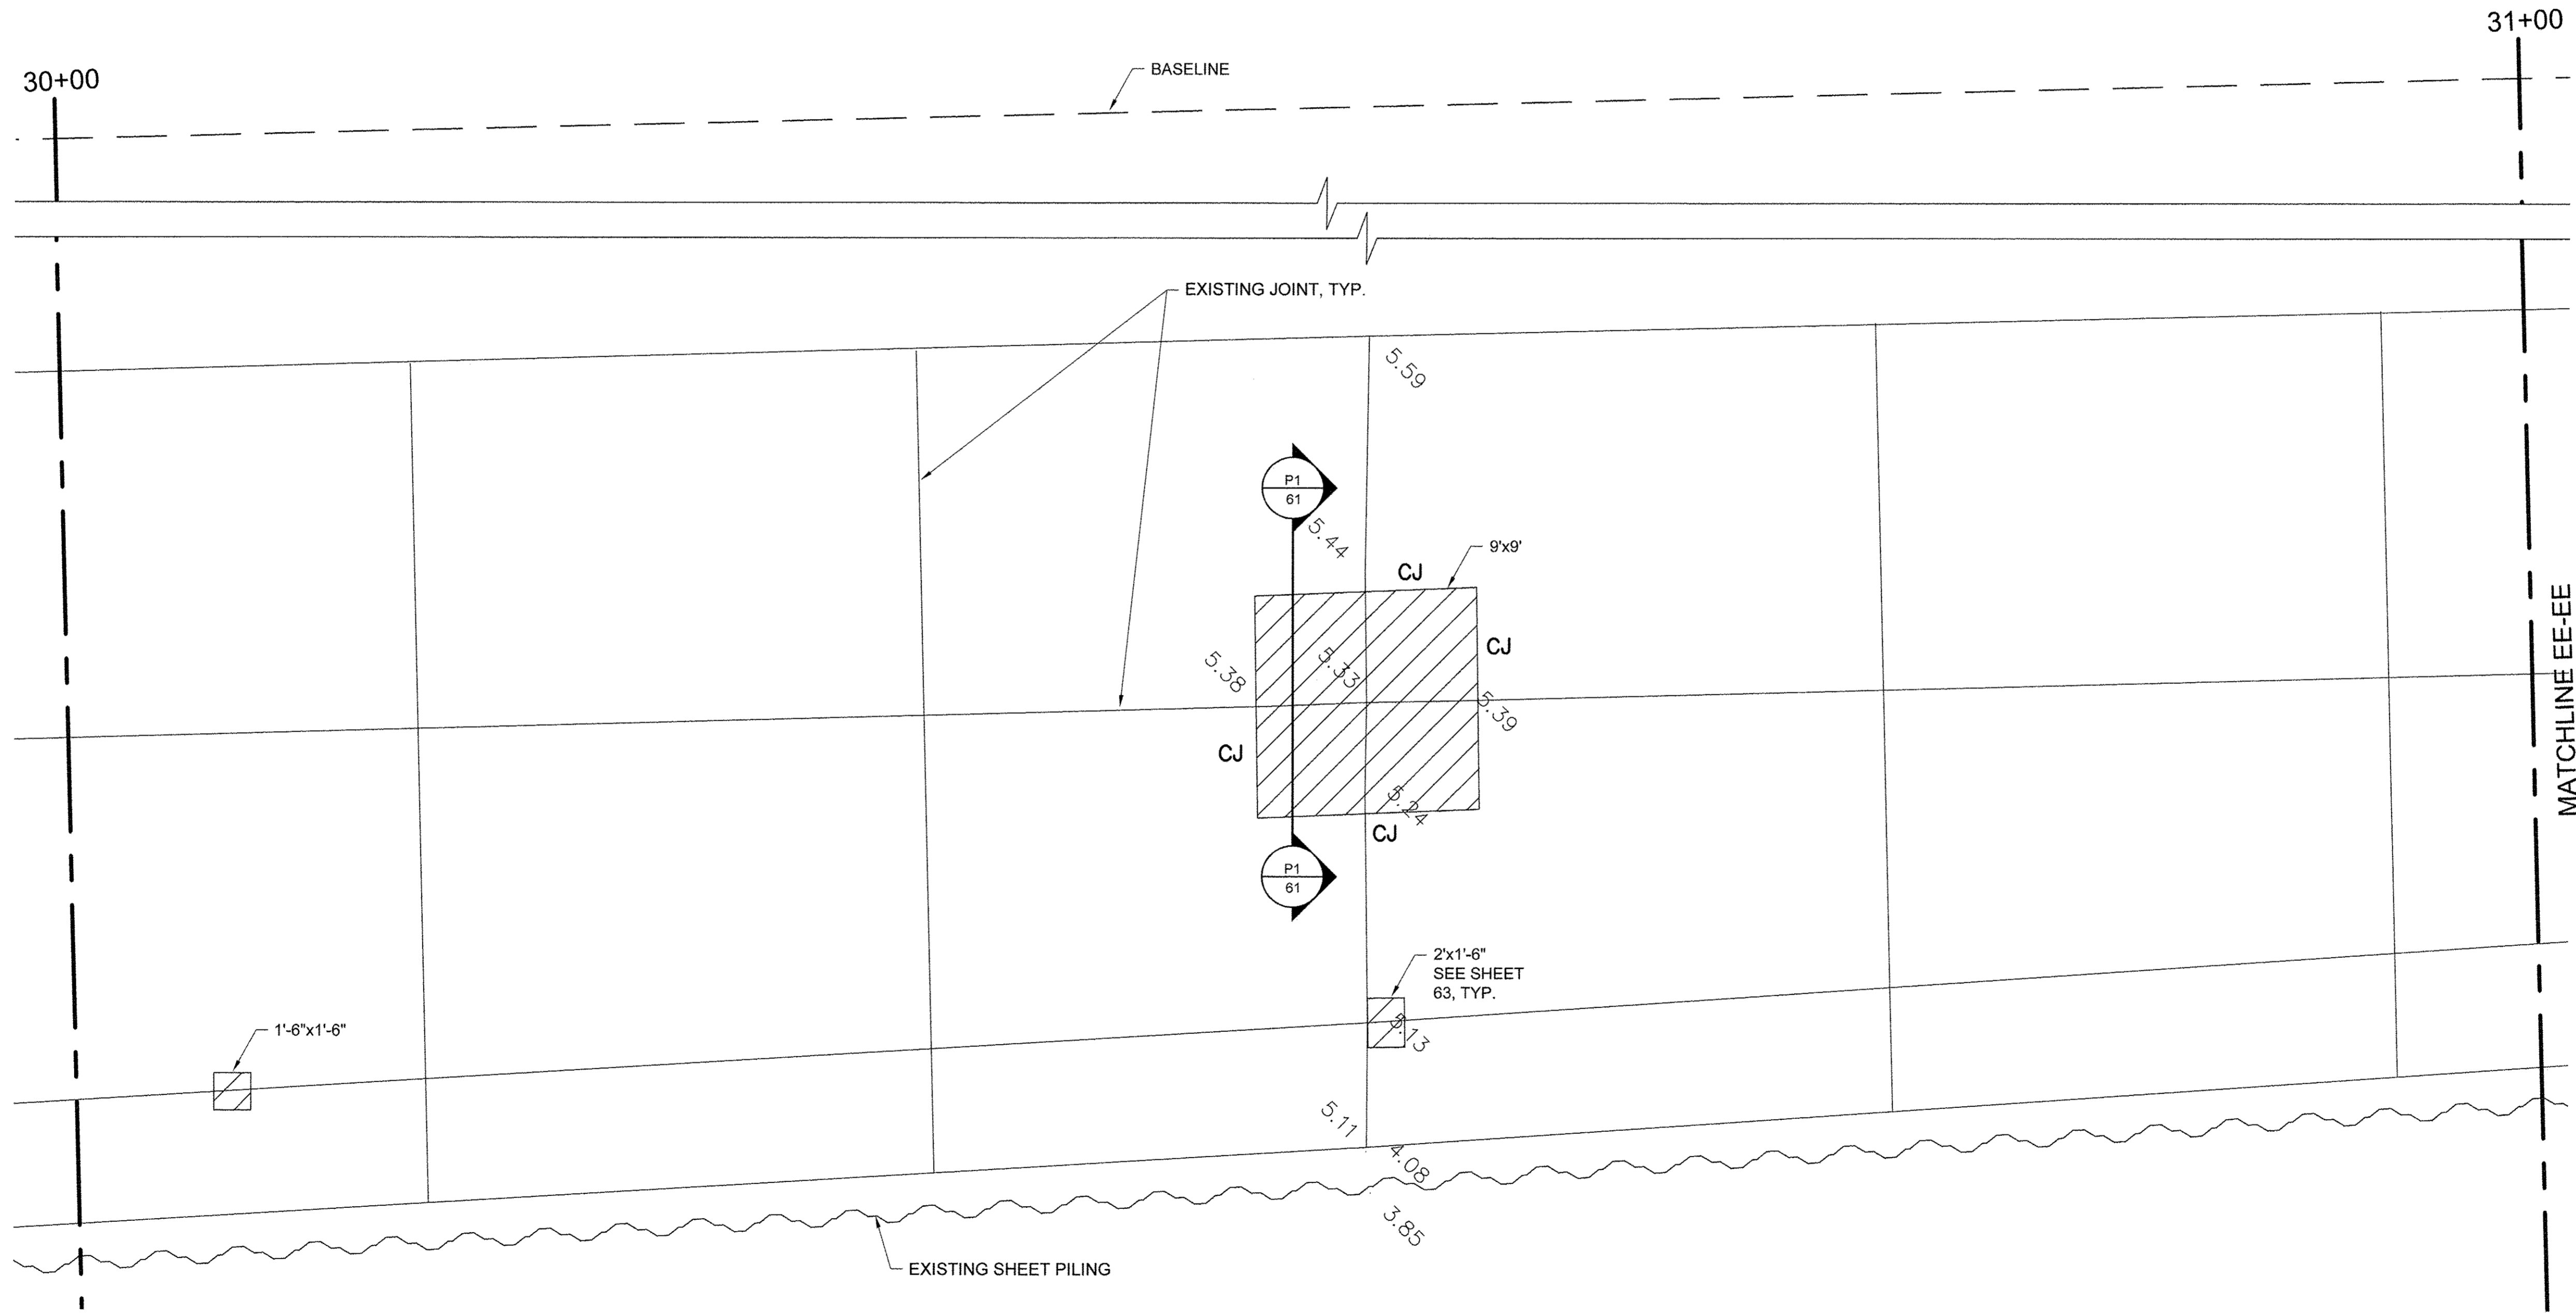 31+00
30+00
BASELINE
EXISTING JOINT, TYP.
5.59
P1
61
5.44
9'x9'
CJ
CJ
5.38
5.33
5.39
CJ
5.24
CJ
MATCHLINE EE-EE
P1
61
2'x1'-6"
SEE SHEET
63, TYP.
5.13
1'-6"x1'-6"
5.11
4.08
3.85
EXISTING SHEET PILING